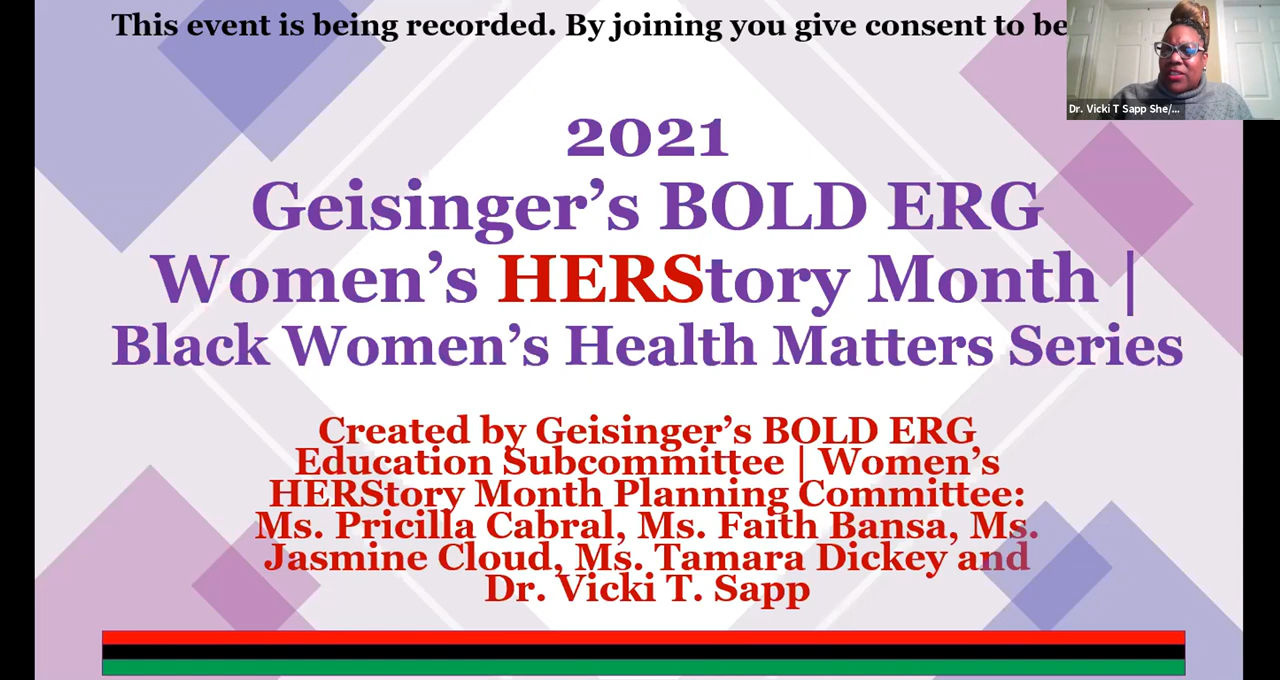 This event is being recorded. By joining you give consent to be
Dr. Vicki T Sapp She/...
2021
Geisinger’s BOLD ERG
Women’s HERStory Month |
Black Women’s Health Matters Series
Created by Geisinger’s BOLD ERG
Education Subcommittee | Women’s
HERStory Month Planning Committee:
Ms. Pricilla Cabral, Ms. Faith Bansa, Ms.
Jasmine Cloud, Ms. Tamara Dickey and
Dr. Vicki T. Sapp